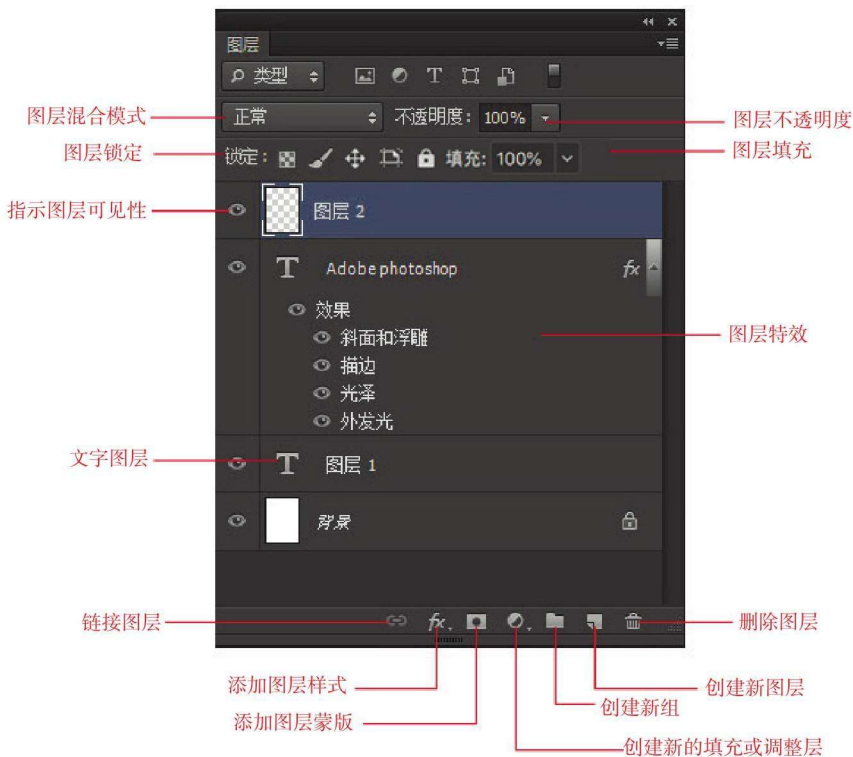 图层
类型
图层混合模式
正常
不透明度：
100%
图层不透明度
图层锁定
锁定：
填充：
100%
图层填充
指示图层可见性
图层 2
T Adobe photoshop fx
效果
斜面和浮雕
图层特效
描边
光泽
外发光
文字图层
T 图层 1
背景
链接图层
fx
删除图层
添加图层样式
创建新图层
创建新组
添加图层蒙版
创建新的填充或调整层